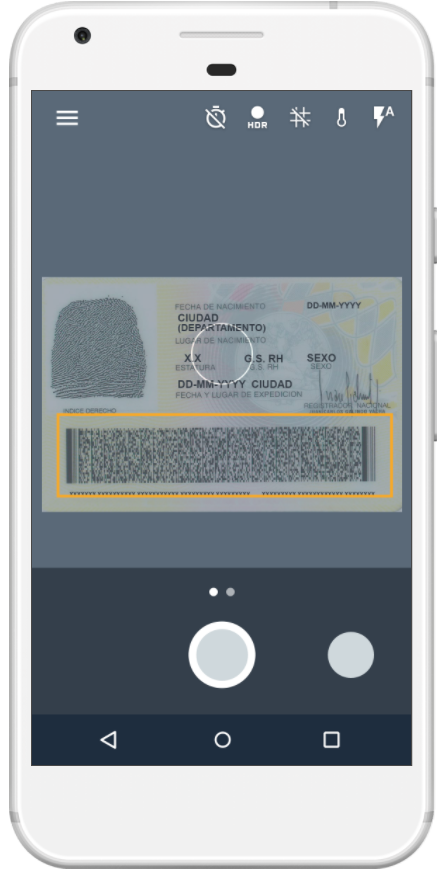 HDR
A
FECHA DE NACIMIENTO DD-MM-YYYY
CIUDAD
(DEPARTAMENTO)
LUGAR DE NACIMIENTO
X.X G.S. RH SEXO
ESTATURA G.S. RH SEXO
DD-MM-YYYY CIUDAD
FECHA Y LUGAR DE EXPEDICION
REGISTRADOR NACIONAL
INDICE DERECHO